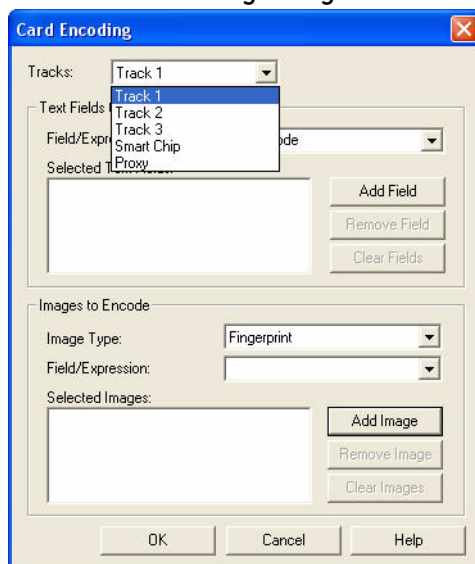 Card Encoding
Tracks: Track 1
Track 1
Track 2
Track 3
Smart Chip
Proxy
Text Fields
Field/Expr
Selected
Add Field
Remove Field
Clear Fields
Images to Encode
Image Type: Fingerprint
Field/Expression:
Selected Images:
Add Image
Remove Image
Clear Images
OK Cancel Help